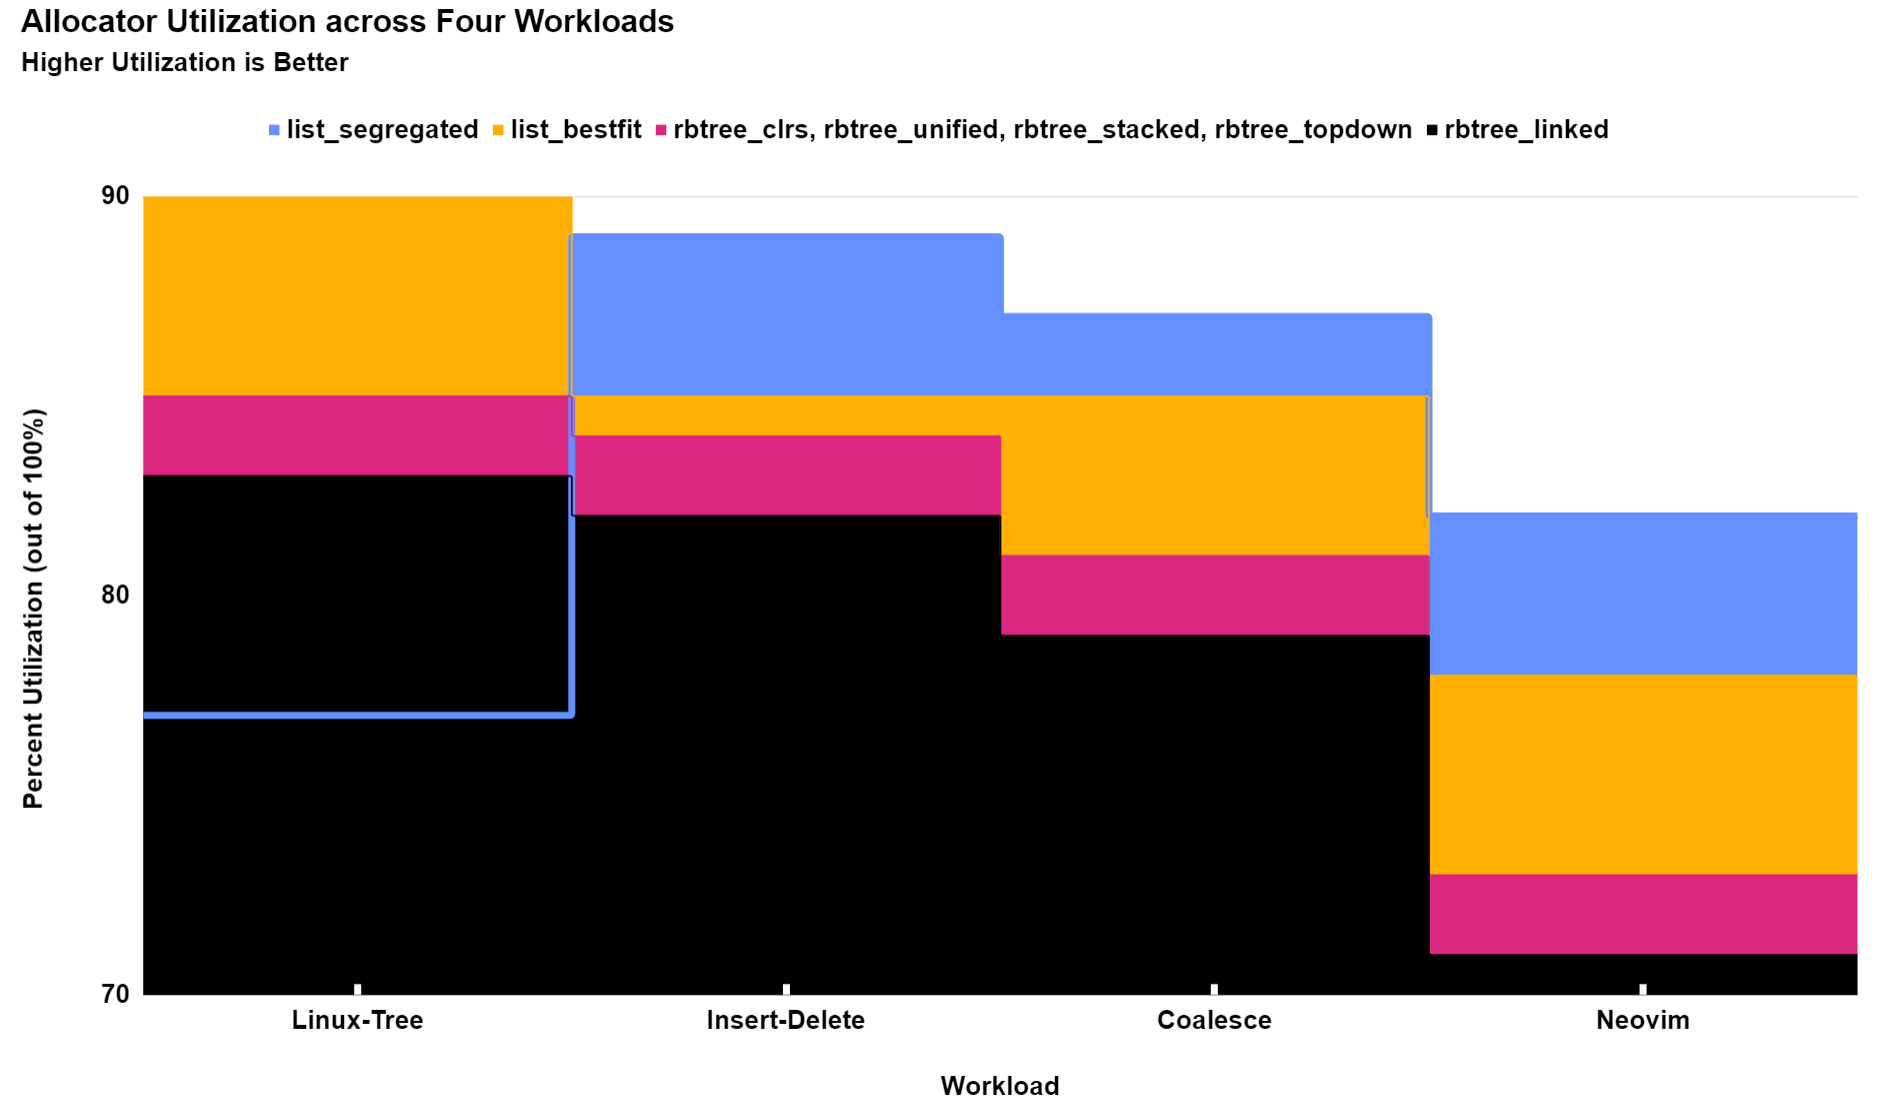 Allocator Utilization across Four Workloads
Higher Utilization is Better
list_segregated list_bestfit rbtree_clrs, rbtree_unified, rbtree_stacked, rbtree_topdown rbtree_linked
90
80
70
Percent Utilization (out of 100%)
Linux-Tree Insert-Delete Coalesce Neovim
Workload